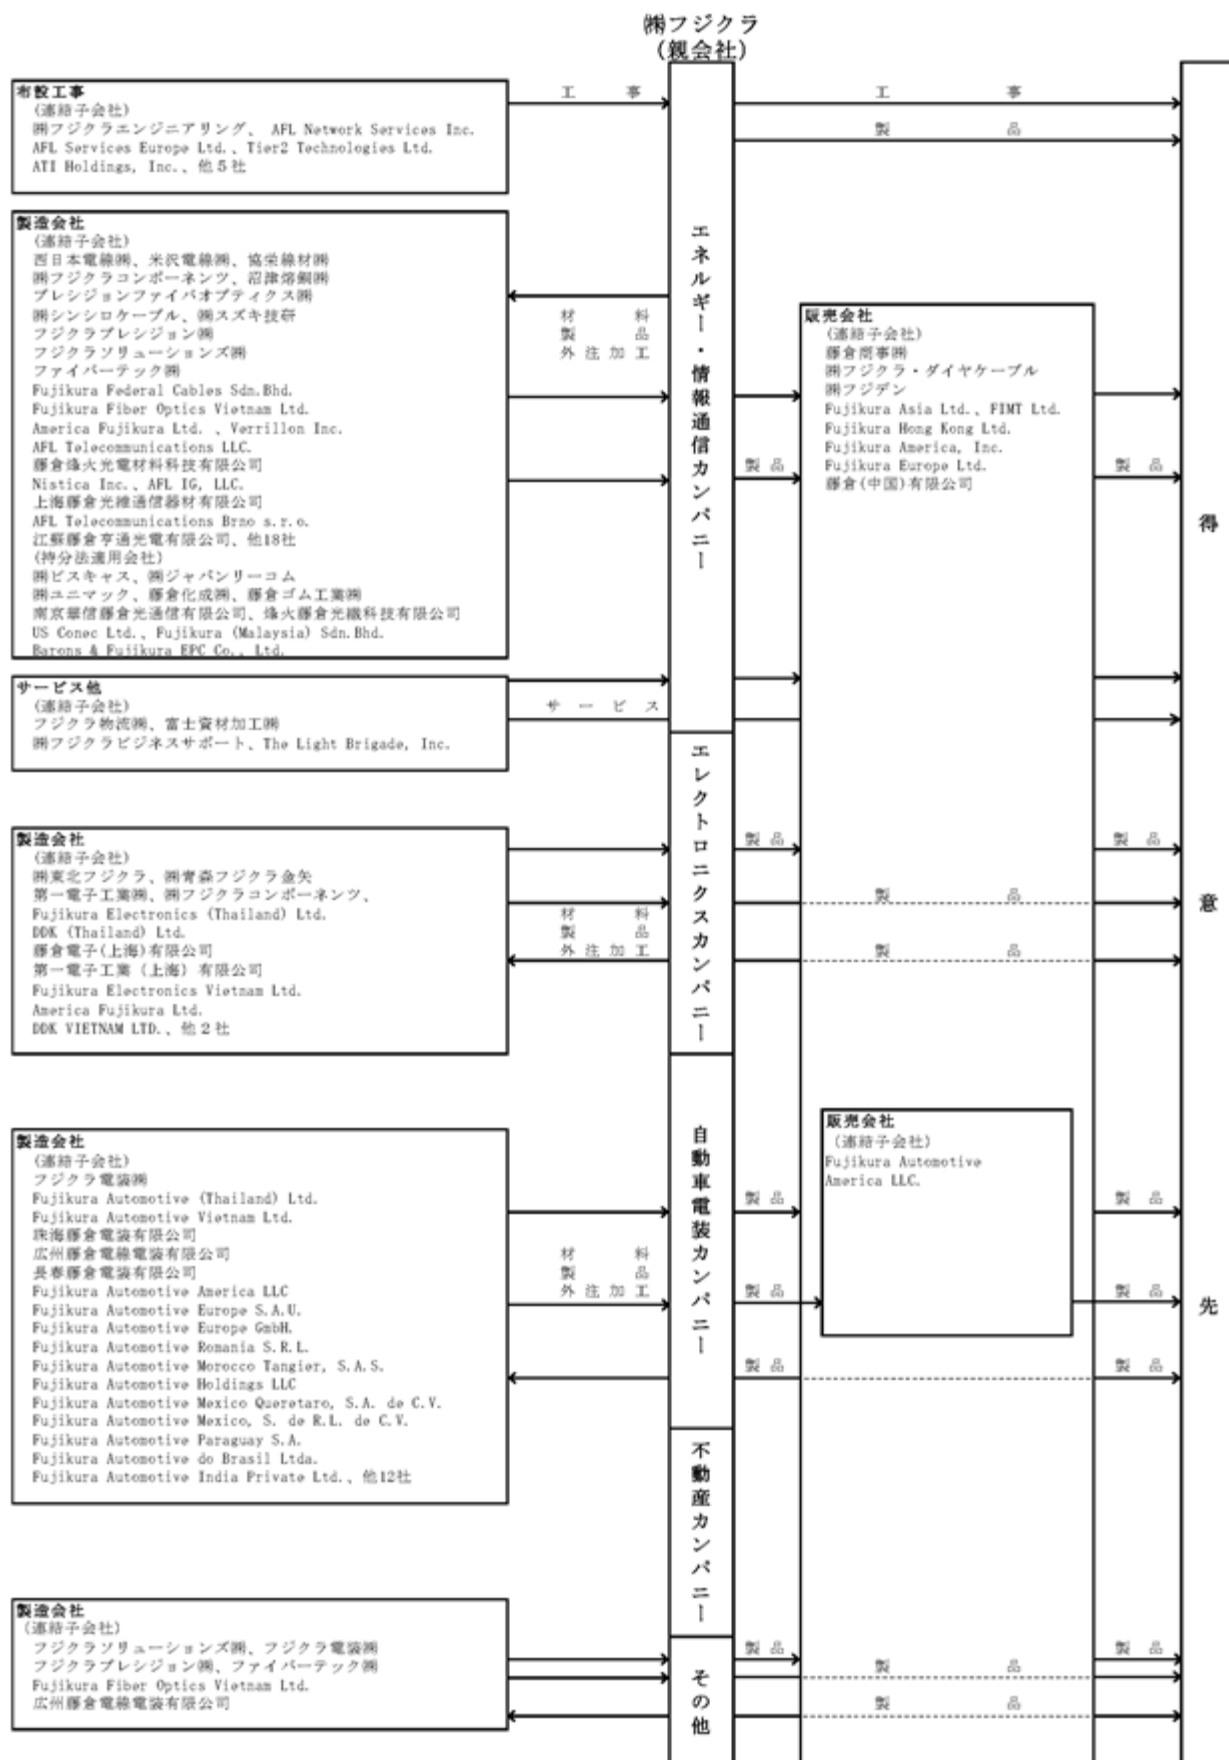 ㈱フジクラ
(親会社)
布設工事
(連結子会社)
㈱フジクラエンジニアリング、 AFL Network Services Inc.
AFL Services Europe Ltd.、Tier2 Technologies Ltd.
ATI Holdings, Inc.、他５社
工 事
工 事
製 品
製造会社
(連結子会社)
西日本電線㈱、米沢電線㈱、協栄線材㈱
㈱フジクラコンポーネンツ、沼津熔銅㈱
プレシジョンファイバオプティクス㈱
㈱シンシロケーブル、㈱スズキ技研
フジクラプレシジョン㈱
フジクラソリューションズ㈱
ファイバーテック㈱
Fujikura Federal Cables Sdn.Bhd.
Fujikura Fiber Optics Vietnam Ltd.
America Fujikura Ltd. 、Verrillon Inc.
AFL Telecommunications LLC.
藤倉烽火光電材料科技有限公司
Nistica Inc.、AFL IG, LLC.
上海藤倉光維通信器材有限公司
AFL Telecommunications Brno s.r.o.
江蘇藤倉亨通光電有限公司、他18社
(持分法適用会社)
㈱ビスキャス、㈱ジャパンリーコム
㈱ユニマック、藤倉化成㈱、藤倉ゴム工業㈱
南京華信藤倉光通信有限公司、烽火藤倉光繊科技有限公司
US Conec Ltd.、Fujikura (Malaysia) Sdn.Bhd.
Barons & Fujikura EPC Co.、Ltd.
材 料
製 品
外注加工
エネルギー・情報通信カンパニー
製品
販売会社
(連結子会社)
藤倉商事㈱
㈱フジクラ・ダイヤケーブル
㈱フジデン
Fujikura Asia Ltd.、FIMT Ltd.
Fujikura Hong Kong Ltd.
Fujikura America, Inc.
Fujikura Europe Ltd.
藤倉(中国)有限公司
製品
得意先
サービス他
(連結子会社)
フジクラ物流㈱、富士資材加工㈱
㈱フジクラビジネスサポート、The Light Brigade, Inc.
サービス
製造会社
(連結子会社)
㈱東北フジクラ、㈱青森フジクラ金矢
第一電子工業㈱、㈱フジクラコンポーネンツ、
Fujikura Electronics (Thailand) Ltd.
DDK (Thailand) Ltd.
藤倉電子(上海)有限公司
第一電子工業（上海）有限公司
Fujikura Electronics Vietnam Ltd.
America Fujikura Ltd.
DDK VIETNAM LTD.、他２社
材 料
製 品
外注加工
エレクトロニクスカンパニー
製品
製品
製 品
製 品
製造会社
(連結子会社)
フジクラ電装㈱
Fujikura Automotive (Thailand) Ltd.
Fujikura Automotive Vietnam Ltd.
珠海藤倉電装有限公司
広州藤倉電線電装有限公司
長春藤倉電装有限公司
Fujikura Automotive America LLC
Fujikura Automotive Europe S.A.U.
Fujikura Automotive Europe GmbH.
Fujikura Automotive Romania S.R.L.
Fujikura Automotive Morocco Tangier, S.A.S.
Fujikura Automotive Holdings LLC
Fujikura Automotive Mexico Queretaro, S.A. de C.V.
Fujikura Automotive Mexico, S. de R.L. de C.V.
Fujikura Automotive Paraguay S.A.
Fujikura Automotive do Brasil Ltda.
Fujikura Automotive India Private Ltd.、他12社
材 料
製 品
外注加工
自動車電装カンパニー
製品
製品
製品
販売会社
(連結子会社)
Fujikura Automotive
America LLC.
製品
製品
製品
不動産カンパニー
製造会社
(連結子会社)
フジクラソリューションズ㈱、フジクラ電装㈱
フジクラプレシジョン㈱、ファイバーテック㈱
Fujikura Fiber Optics Vietnam Ltd.
広州藤倉電線電装有限公司
その他
製品
製品
製 品
製 品